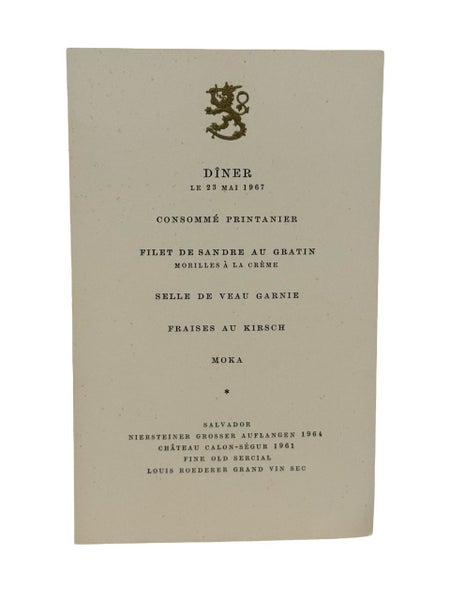 DÎNER
LE 23 MAI 1967
CONSOMMÉ PRINTANIER
FILET DE SANDRE AU GRATIN
MORILLES À LA CRÈME
SELLE DE VEAU GARNIE
FRAISES AU KIRSCH
MOKA
*
SALVADOR
NIERSTEINER GROSSER AUFLANGEN 1964
CHÂTEAU CALON-SÉGUR 1961
FINE OLD SERCIAL
LOUIS ROEDERER GRAND VIN SEC